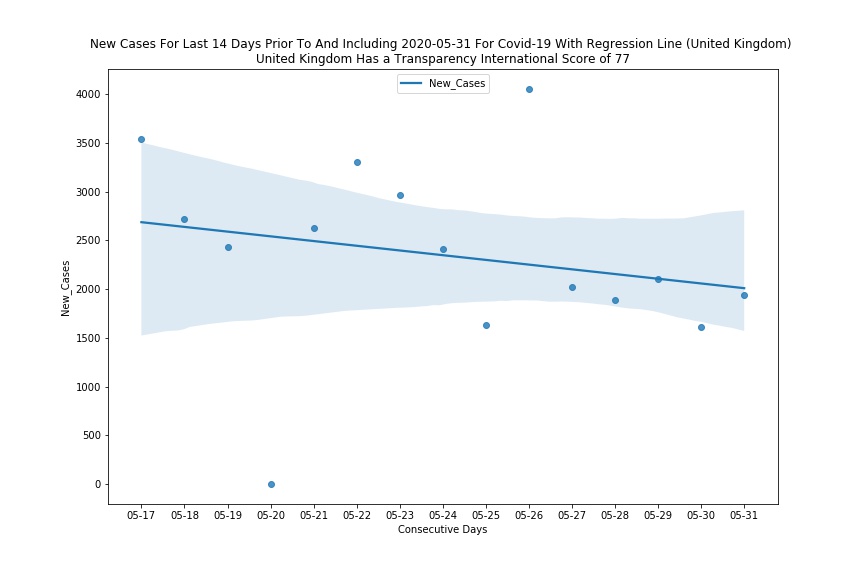 New Cases For Last 14 Days Prior To And Including 2020-05-31 For Covid-19 With Regression Line (United Kingdom)
United Kingdom Has a Transparency International Score of 77
New_Cases
4000
3500
3000
2500
2000
1500
1000
500
0
New_Cases
05-17 05-18 05-19 05-20 05-21 05-22 05-23 05-24 05-25 05-26 05-27 05-28 05-29 05-30 05-31
Consecutive Days